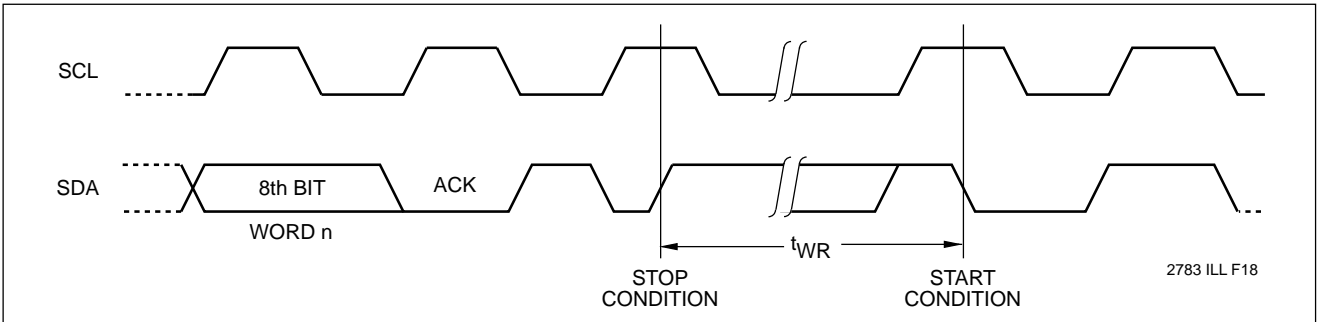 SCL
SDA
8th BIT
ACK
WORD n
tWR
STOP
CONDITION
START
CONDITION
2783 ILL F18